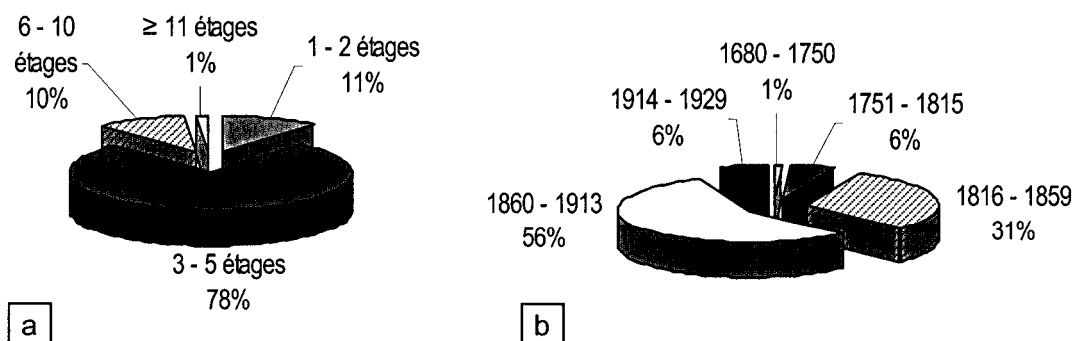 6 - 10
étages
10%
≥ 11 étages
1%
1 - 2 étages
11%
3 - 5 étages
78%
a
1680 - 1750
1%
1914 - 1929
6%
1751 - 1815
6%
1860 - 1913
56%
1816 - 1859
31%
b